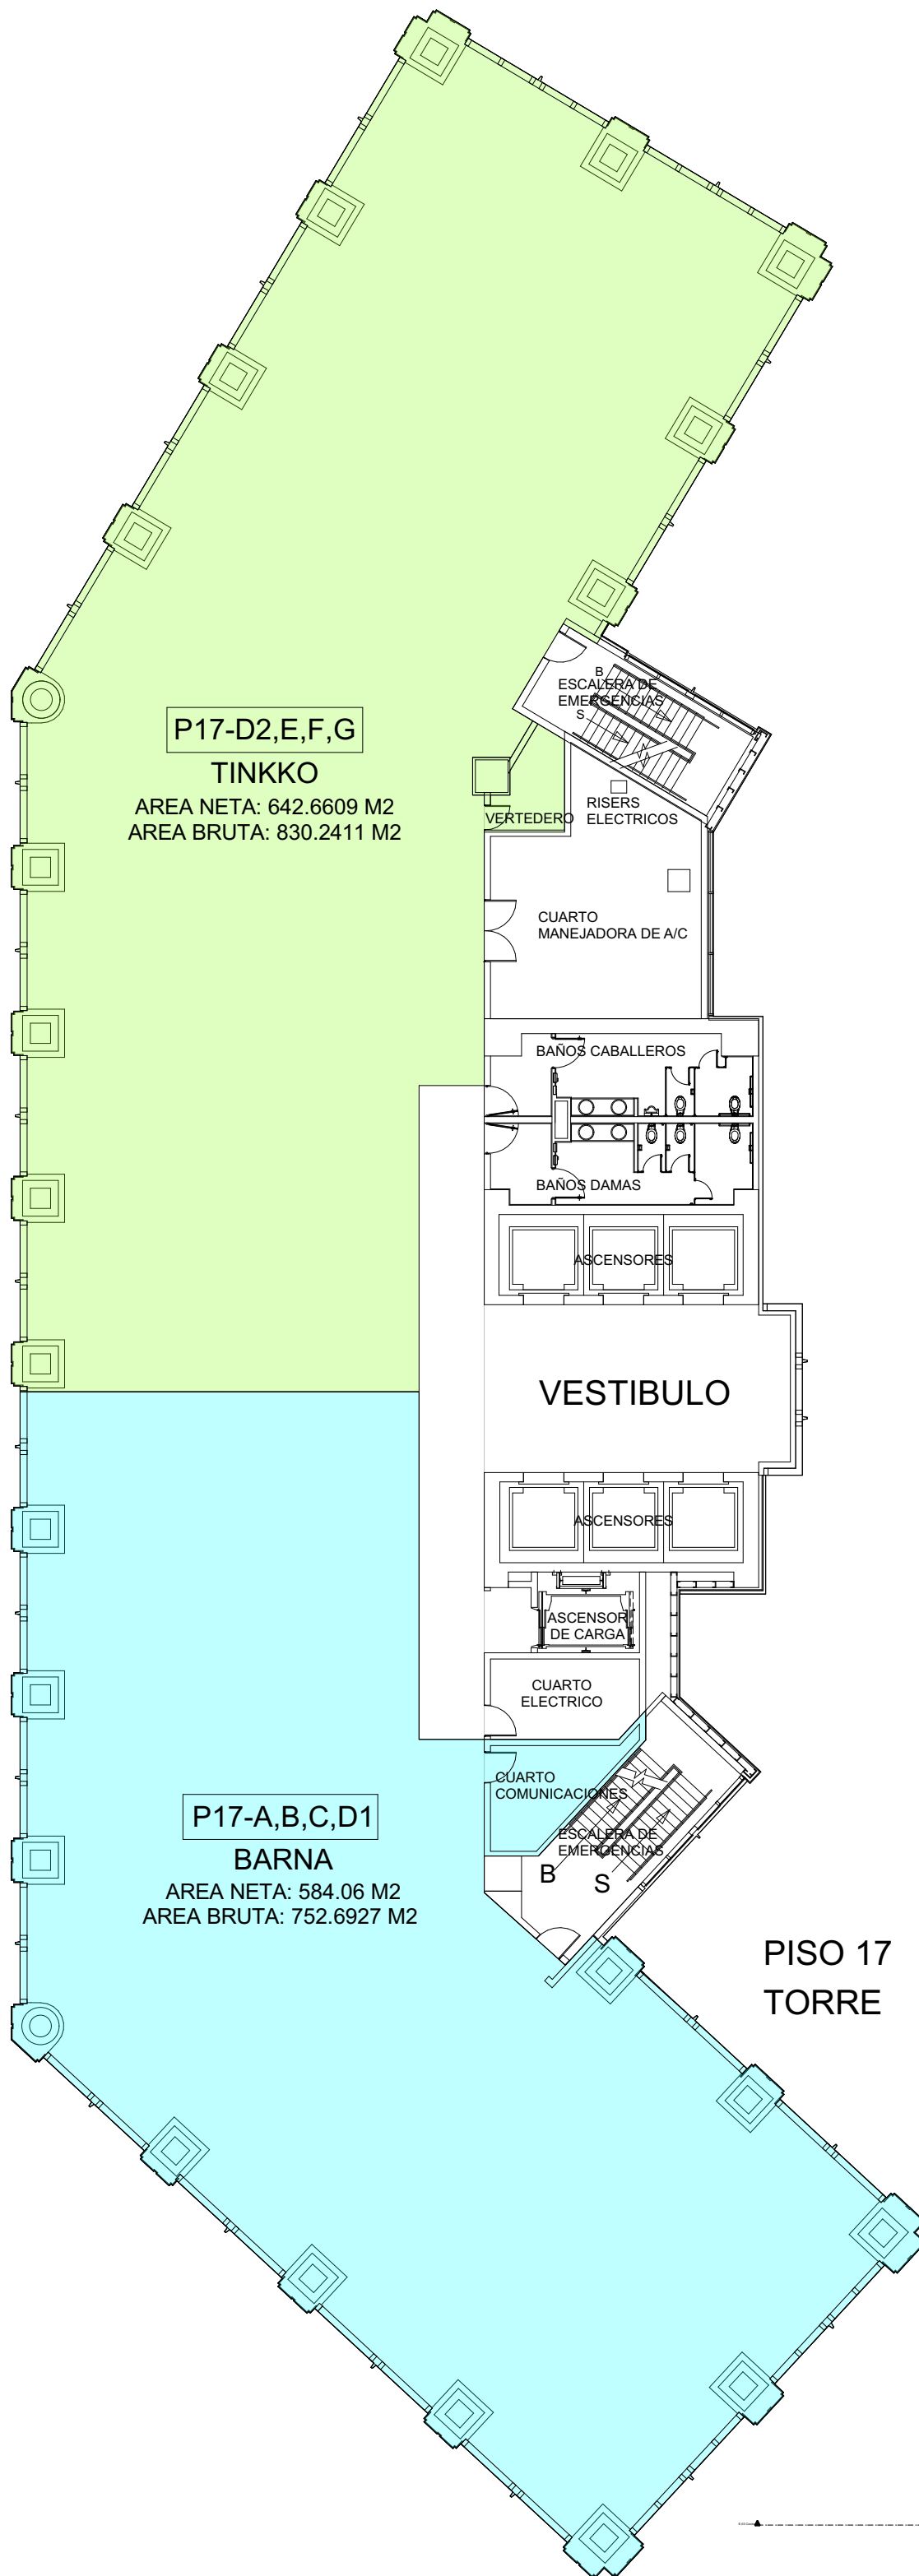 B
ESCALERA DE
EMERGENCIAS
S
P17-D2,E,F,G
TINKKO
AREA NETA: 642.6609 M2
AREA BRUTA: 830.2411 M2
RISERS
ELECTRICOS
VERTEDERO
CUARTO
MANEJADORA DE A/C
BAÑOS CABALLEROS
BAÑOS DAMAS
ASCENSORES
VESTIBULO
ASCENSORES
ASCENSOR
DE CARGA
CUARTO
ELECTRICO
CUARTO
COMUNICACIONES
P17-A,B,C,D1
BARNA
AREA NETA: 584.06 M2
AREA BRUTA: 752.6927 M2
ESCALERA DE
EMERGENCIAS
B
S
PISO 17
TORRE